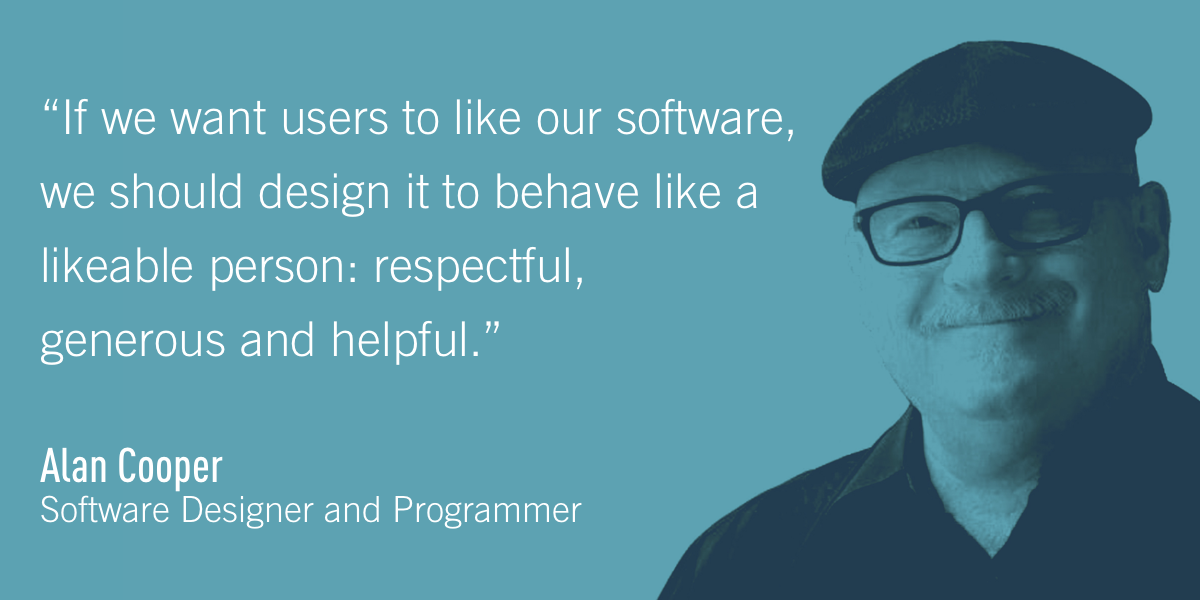 “If we want users to like our software,
we should design it to behave like a
likeable person: respectful,
generous and helpful.”
Alan Cooper
Software Designer and Programmer